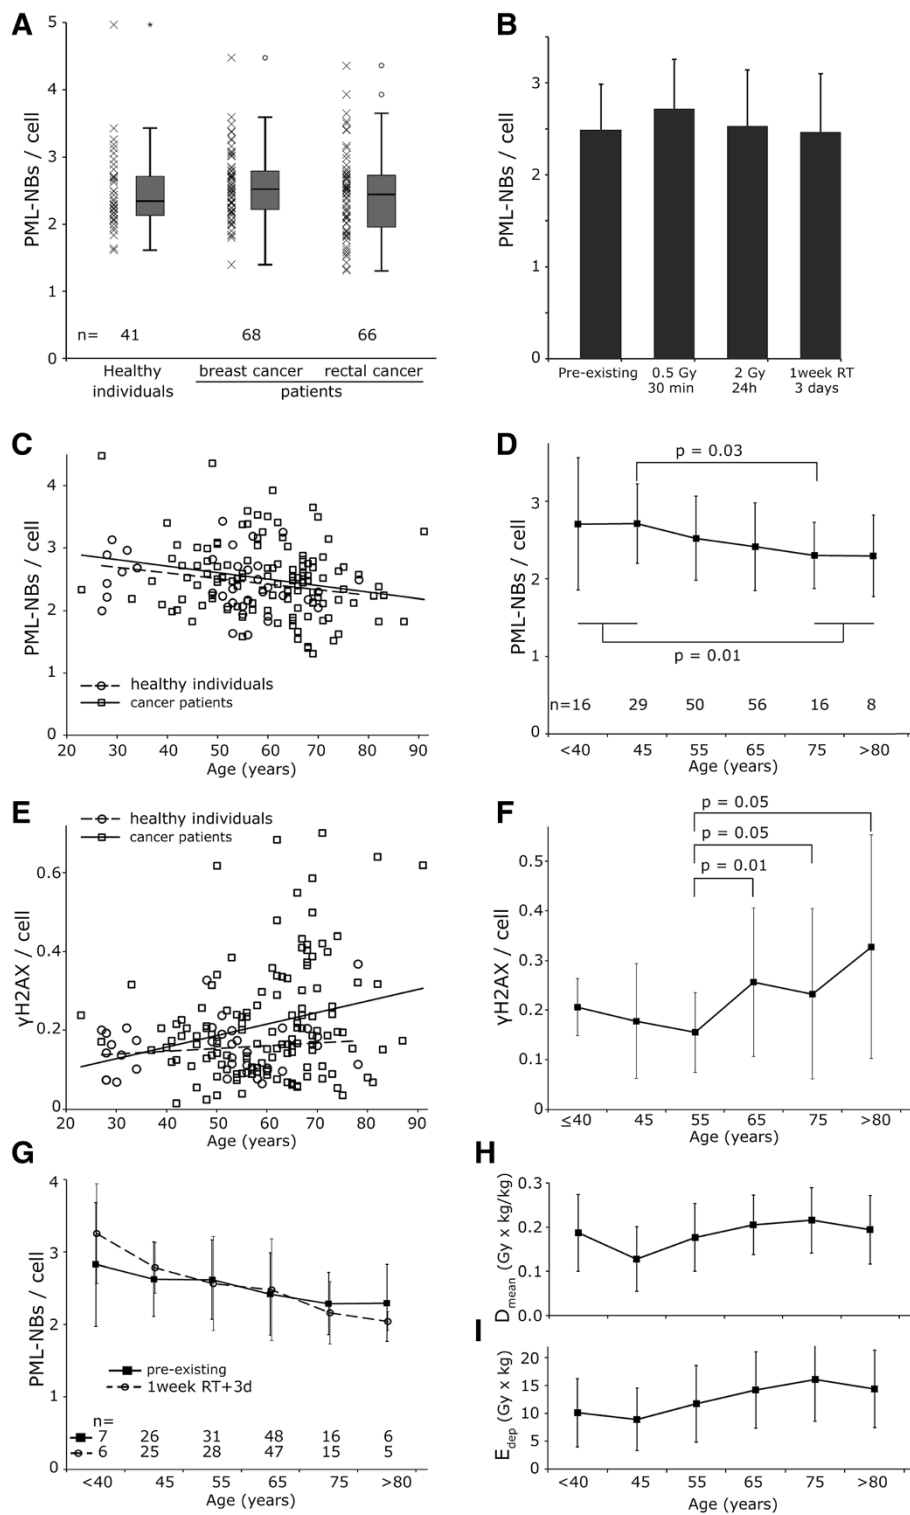 A
5
4
3
2
1
0
PML-NBs / cell
n= 41 68 66
Healthy individuals
breast cancer rectal cancer
patients
B
3
2
1
0
PML-NBs / cell
Pre-existing
0.5 Gy
30 min
2 Gy
24h
1week RT
3 days
C
4
3
2
1
0
PML-NBs / cell
healthy individuals
cancer patients
23 30 40 50 60 70 80 90
Age (years)
D
3
2
1
0
PML-NBs / cell
p = 0.03
p = 0.01
n=16 29 50 56 16 8
<40 45 55 65 75 >80
Age (years)
E
healthy individuals
cancer patients
0.6
0.4
0.2
0
γH2AX / cell
23 30 40 50 60 70 80 90
Age (years)
F
p = 0.05
p = 0.05
p = 0.01
0.5
0.4
0.3
0.2
0.1
0
γH2AX / cell
≤40 45 55 65 75 >80
Age (years)
G
4
3
2
1
0
PML-NBs / cell
pre-existing
1week RT+3d
n=
7 26 31 48 16 6
6 25 28 47 15 5
<40 45 55 65 75 >80
Age (years)
H
0.3
0.2
0.1
0.0
Dmean (Gy x kg/kg)
I
20
15
10
5
0
Edep (Gy x kg)
<40 45 55 65 75 >80
Age (years)